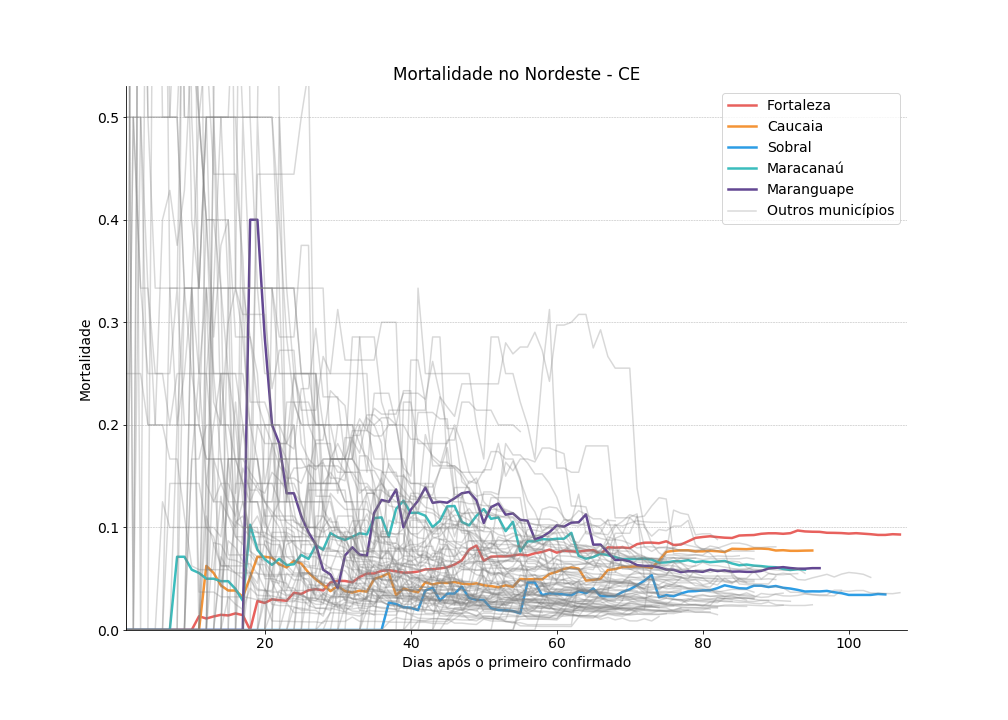 Mortalidade no Nordeste - CE
Fortaleza
Caucaia
Sobral
Maracanaú
Maranguape
Outros municípios
0.5
0.4
0.3
0.2
0.1
0.0
Mortalidade
20 40 60 80 100
Dias após o primeiro confirmado